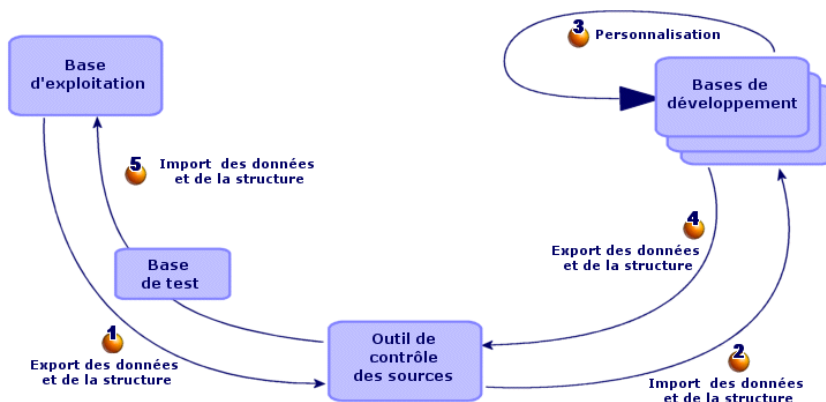 3 Personnalisation
Base
d'exploitation
Bases de
développement
5 Import des données
et de la structure
4
Export des données
et de la structure
Base
de test
1
Export des données
et de la structure
Outil de
contrôle
des sources
2
Import des données
et de la structure